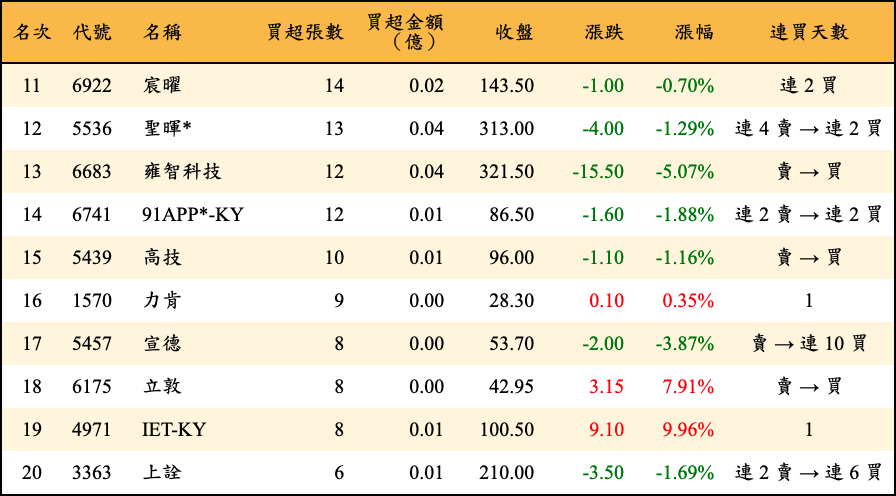 名次 代號 名稱 買超張數 買超金額（億） 收盤 漲跌 漲幅 連買天數
11 6922 宸曜 14 0.02 143.50 -1.00 -0.70% 連 2 買
12 5536 聖暉* 13 0.04 313.00 -4.00 -1.29% 連 4 賣 → 連 2 買
13 6683 雍智科技 12 0.04 321.50 -15.50 -5.07% 賣 → 買
14 6741 91APP*-KY 12 0.01 86.50 -1.60 -1.88% 連 2 賣 → 連 2 買
15 5439 高技 10 0.01 96.00 -1.10 -1.16% 賣 → 買
16 1570 力肯 9 0.00 28.30 0.10 0.35% 1
17 5457 宣德 8 0.00 53.70 -2.00 -3.87% 賣 → 連 10 買
18 6175 立敦 8 0.00 42.95 3.15 7.91% 賣 → 買
19 4971 IET-KY 8 0.01 100.50 9.10 9.96% 1
20 3363 上詮 6 0.01 210.00 -3.50 -1.69% 連 2 賣 → 連 6 買